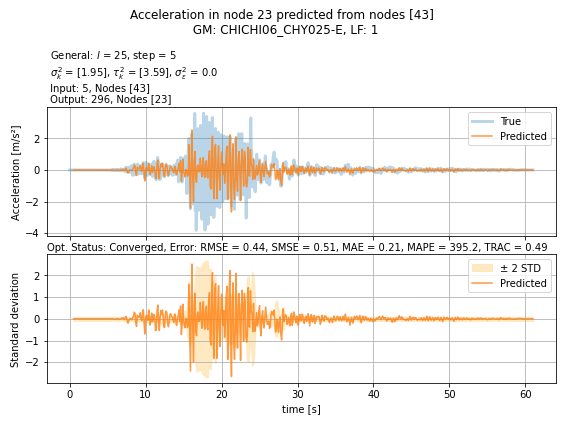 Acceleration in node 23 predicted from nodes [43]
GM: CHICHI06_CHY025-E, LF: 1
General: l = 25, step = 5
σ²ₖ = [1.95], τ²ₖ = [3.59], σ²ₑ = 0.0
Input: 5, Nodes [43]
Output: 296, Nodes [23]
Acceleration [m/s²]
2
0
−2
−4
True
Predicted
Opt. Status: Converged, Error: RMSE = 0.44, SMSE = 0.51, MAE = 0.21, MAPE = 395.2, TRAC = 0.49
Standard deviation
2
1
0
−1
−2
± 2 STD
Predicted
0 10 20 30 40 50 60
time [s]